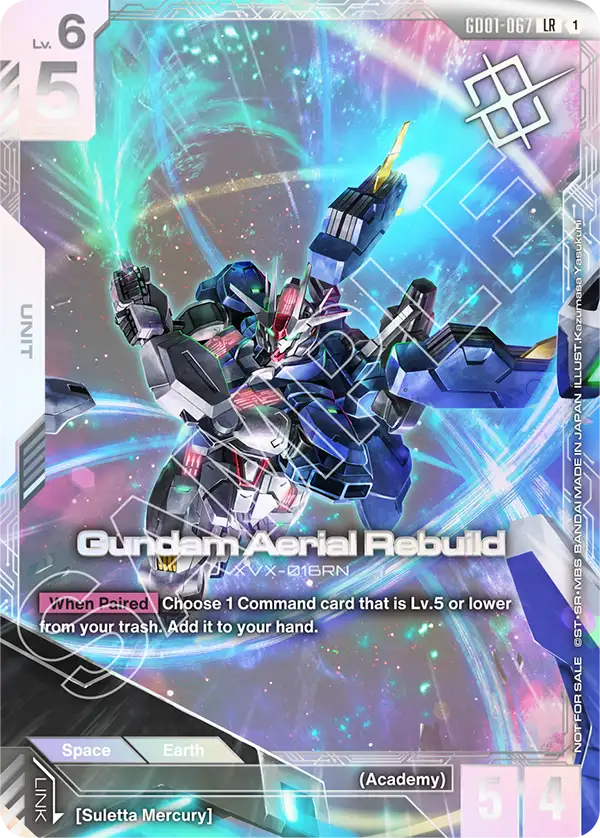 Lv. 6
5
GD01-067 LR 1
UNIT
SAMPLE
Gundam Aerial Rebuild
XVX-016RN
When Paired Choose 1 Command card that is Lv.5 or lower
from your trash. Add it to your hand.
Space Earth
(Academy)
LINK
[Suletta Mercury]
5 4
NOT FOR SALE ©ST・SR・MBS BANDAI MADE IN JAPAN ILLUST.Kazumasa Yasukuni